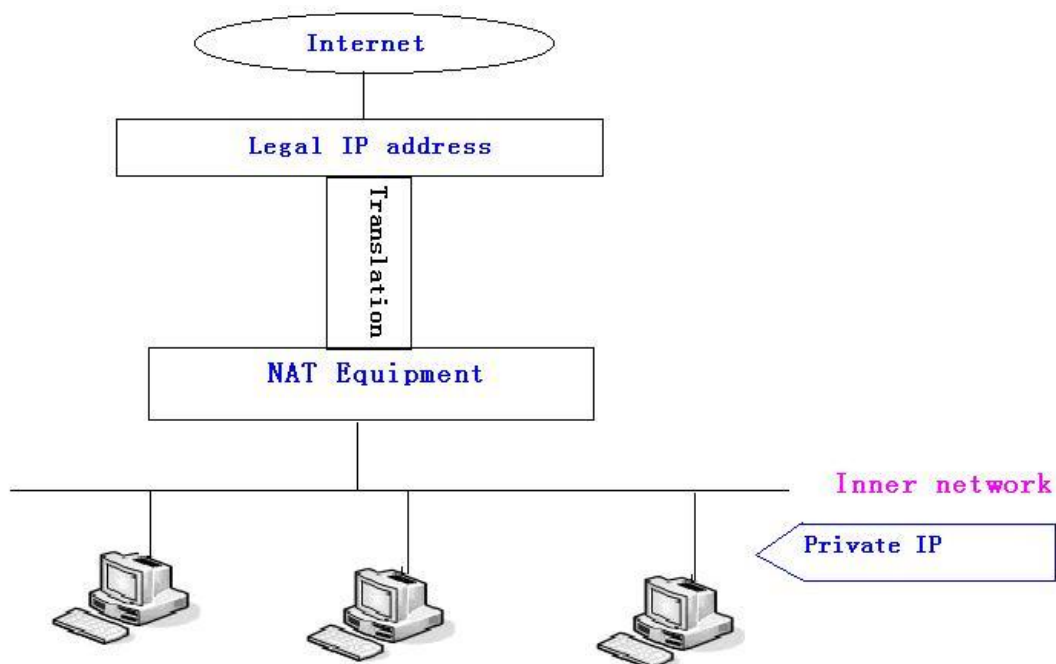 Internet
Legal IP address
Translation
NAT Equipment
Inner network
Private IP